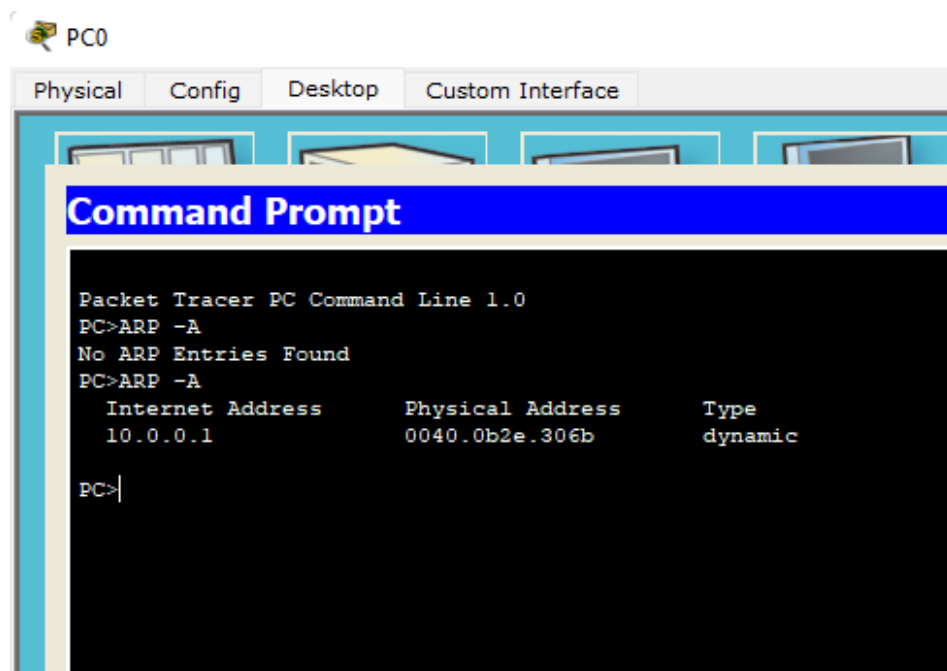 PC0
Physical Config Desktop Custom Interface
Command Prompt
Packet Tracer PC Command Line 1.0
PC>ARP -A
No ARP Entries Found
PC>ARP -A
Internet Address Physical Address Type
10.0.0.1 0040.0b2e.306b dynamic
PC>